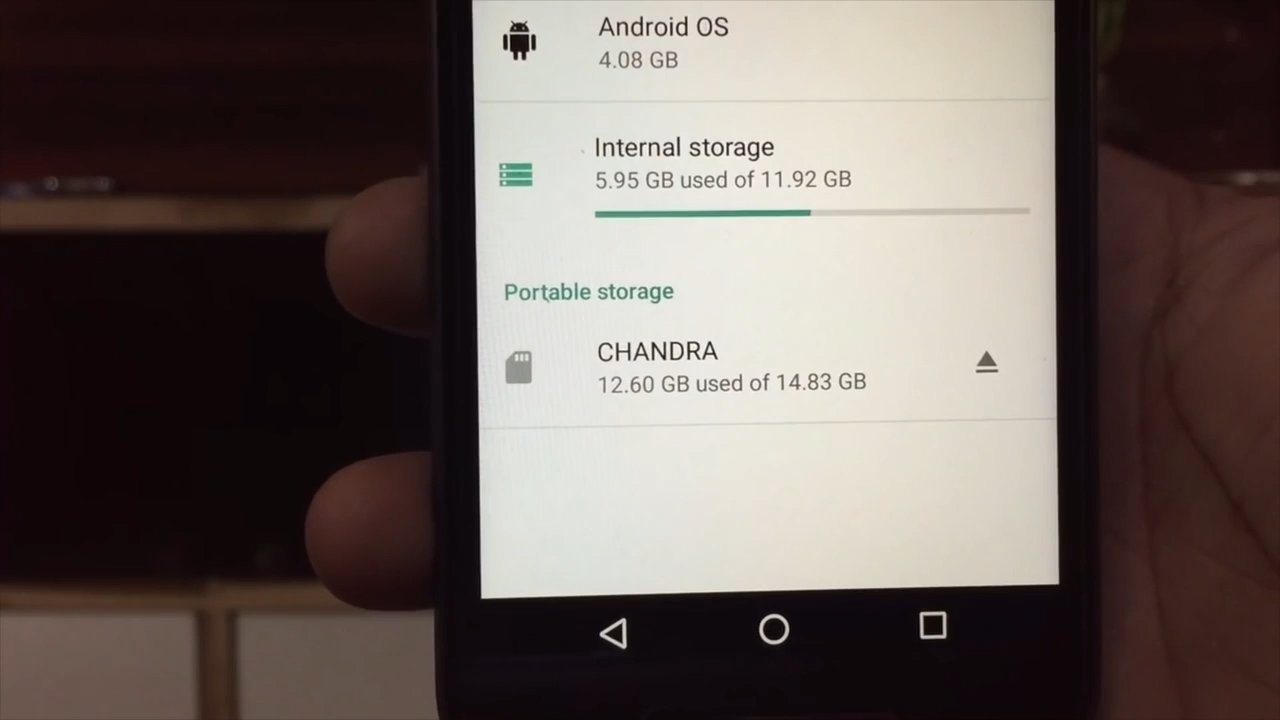 Android OS
4.08 GB
Internal storage
5.95 GB used of 11.92 GB
Portable storage
CHANDRA
12.60 GB used of 14.83 GB